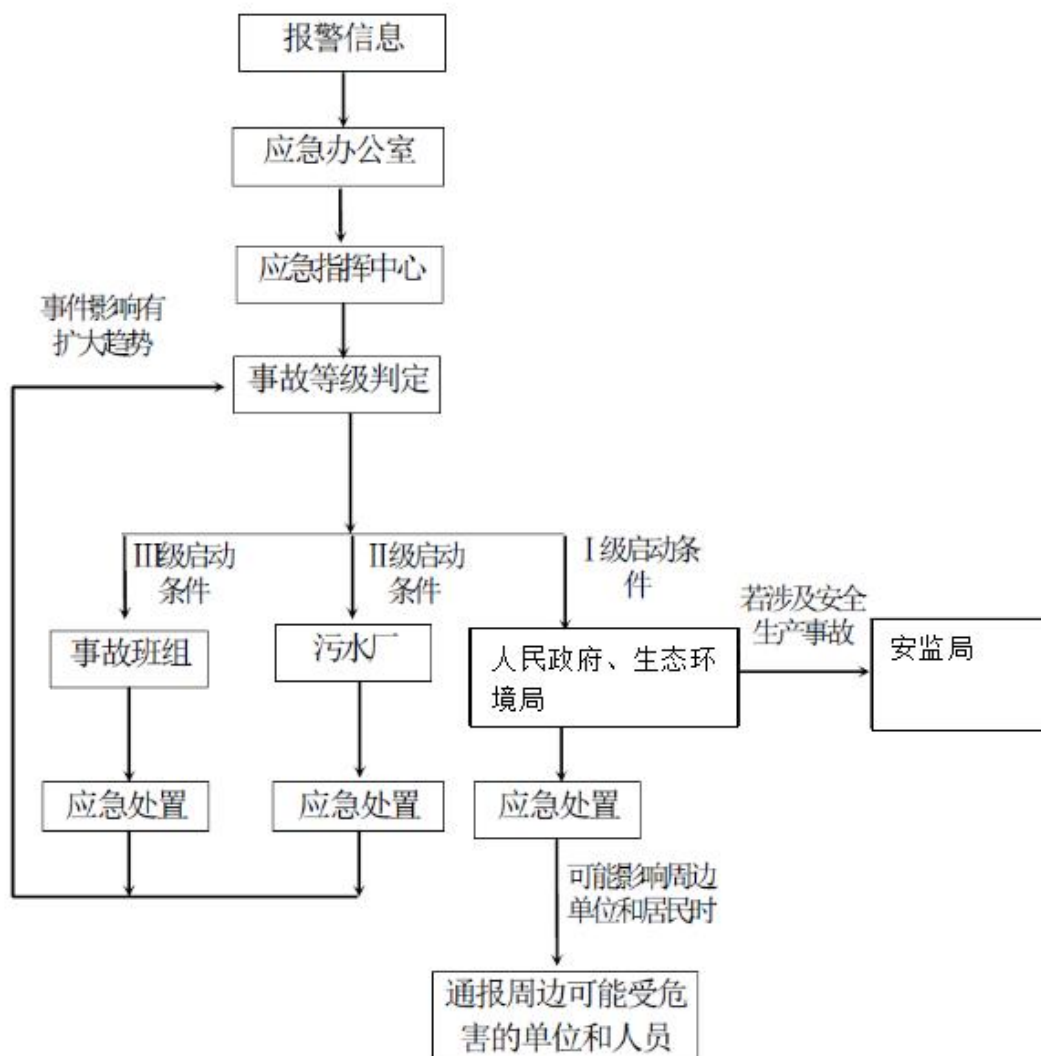 报警信息
应急办公室
应急指挥中心
事件影响有
扩大趋势
事故等级判定
III级启动
条件
II级启动
条件
I级启动条
件
若涉及安全
生产事故
事故班组
污水厂
人民政府、生态环
境局
安监局
应急处置
应急处置
应急处置
可能影响周边
单位和居民时
通报周边可能受危
害的单位和人员